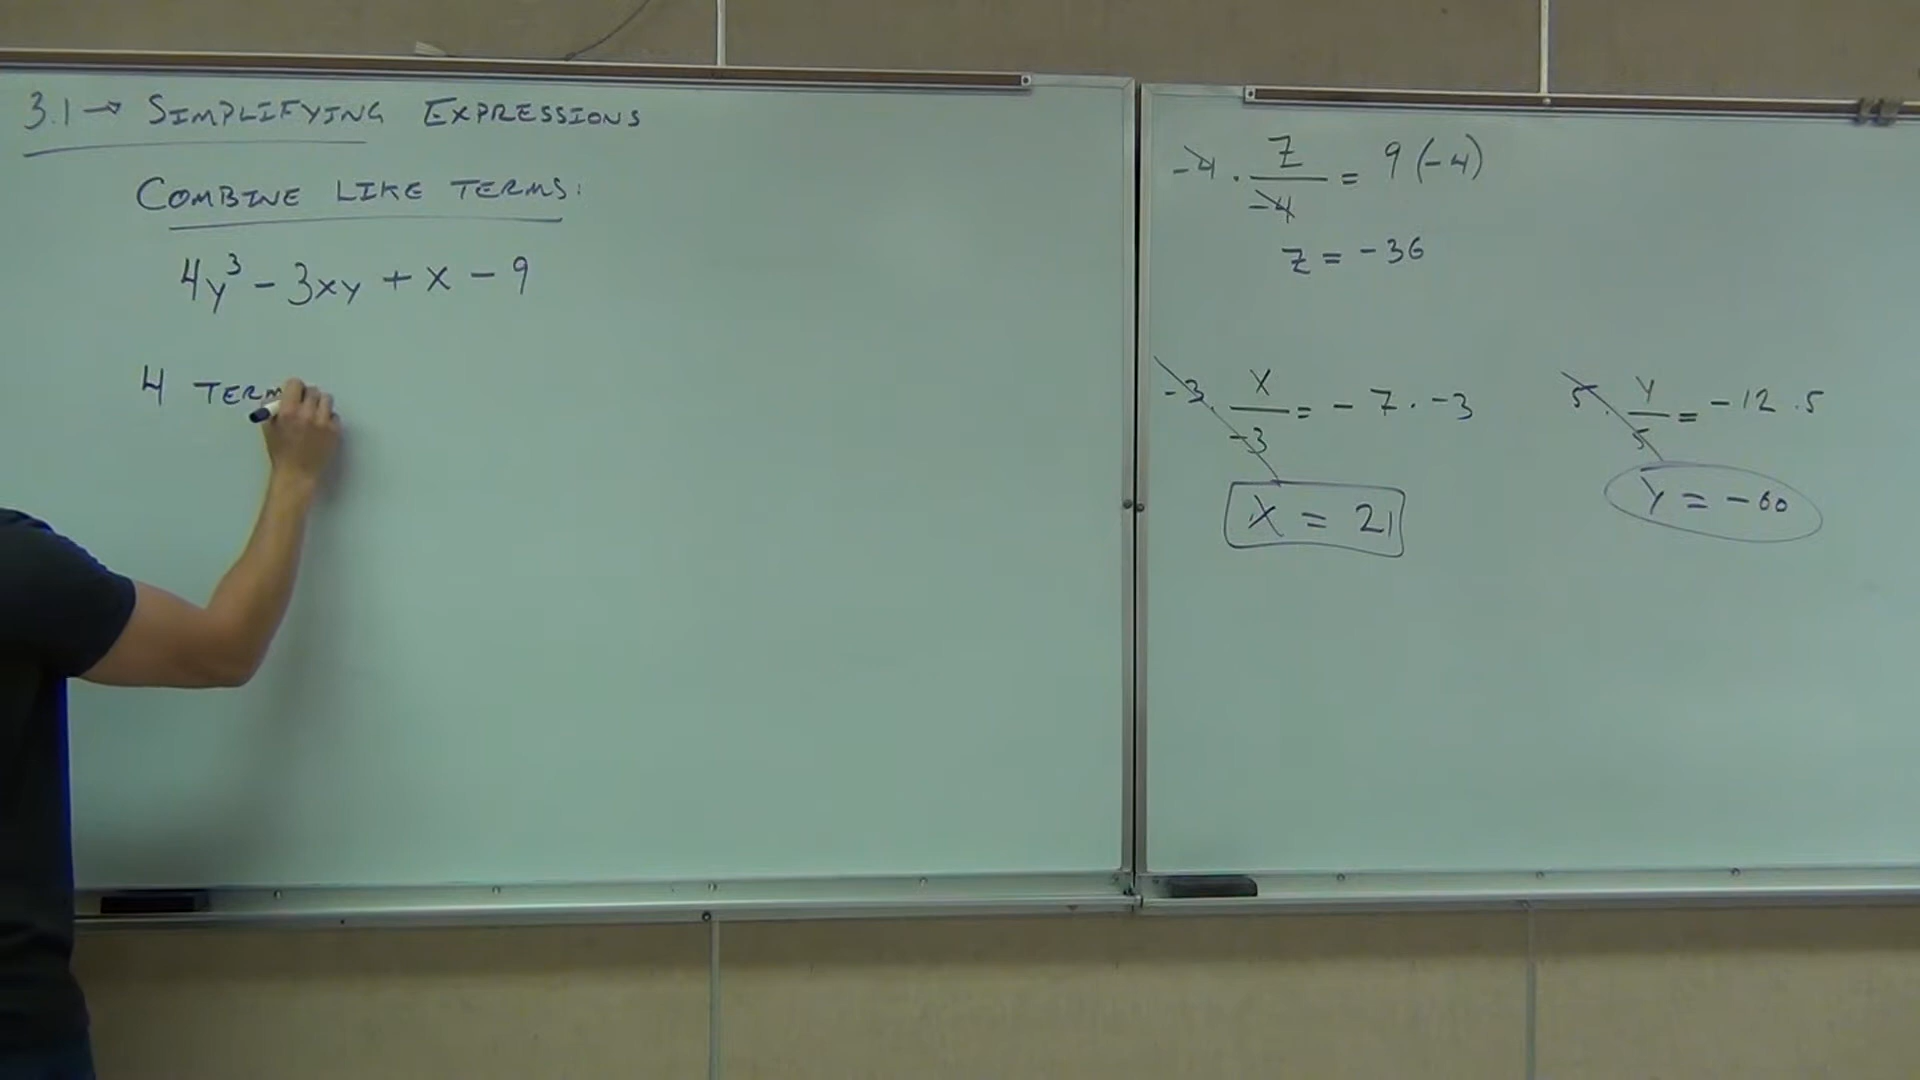 3.1 → SIMPLIFYING EXPRESSIONS
COMBINE LIKE TERMS:
4y³ - 3xy + x - 9
4 TERM
-4 · z/-4 = 9(-4)
z = -36
-3 · x/-3 = -7 · -3
x = 21
5 · y/5 = -12 · 5
y = -60